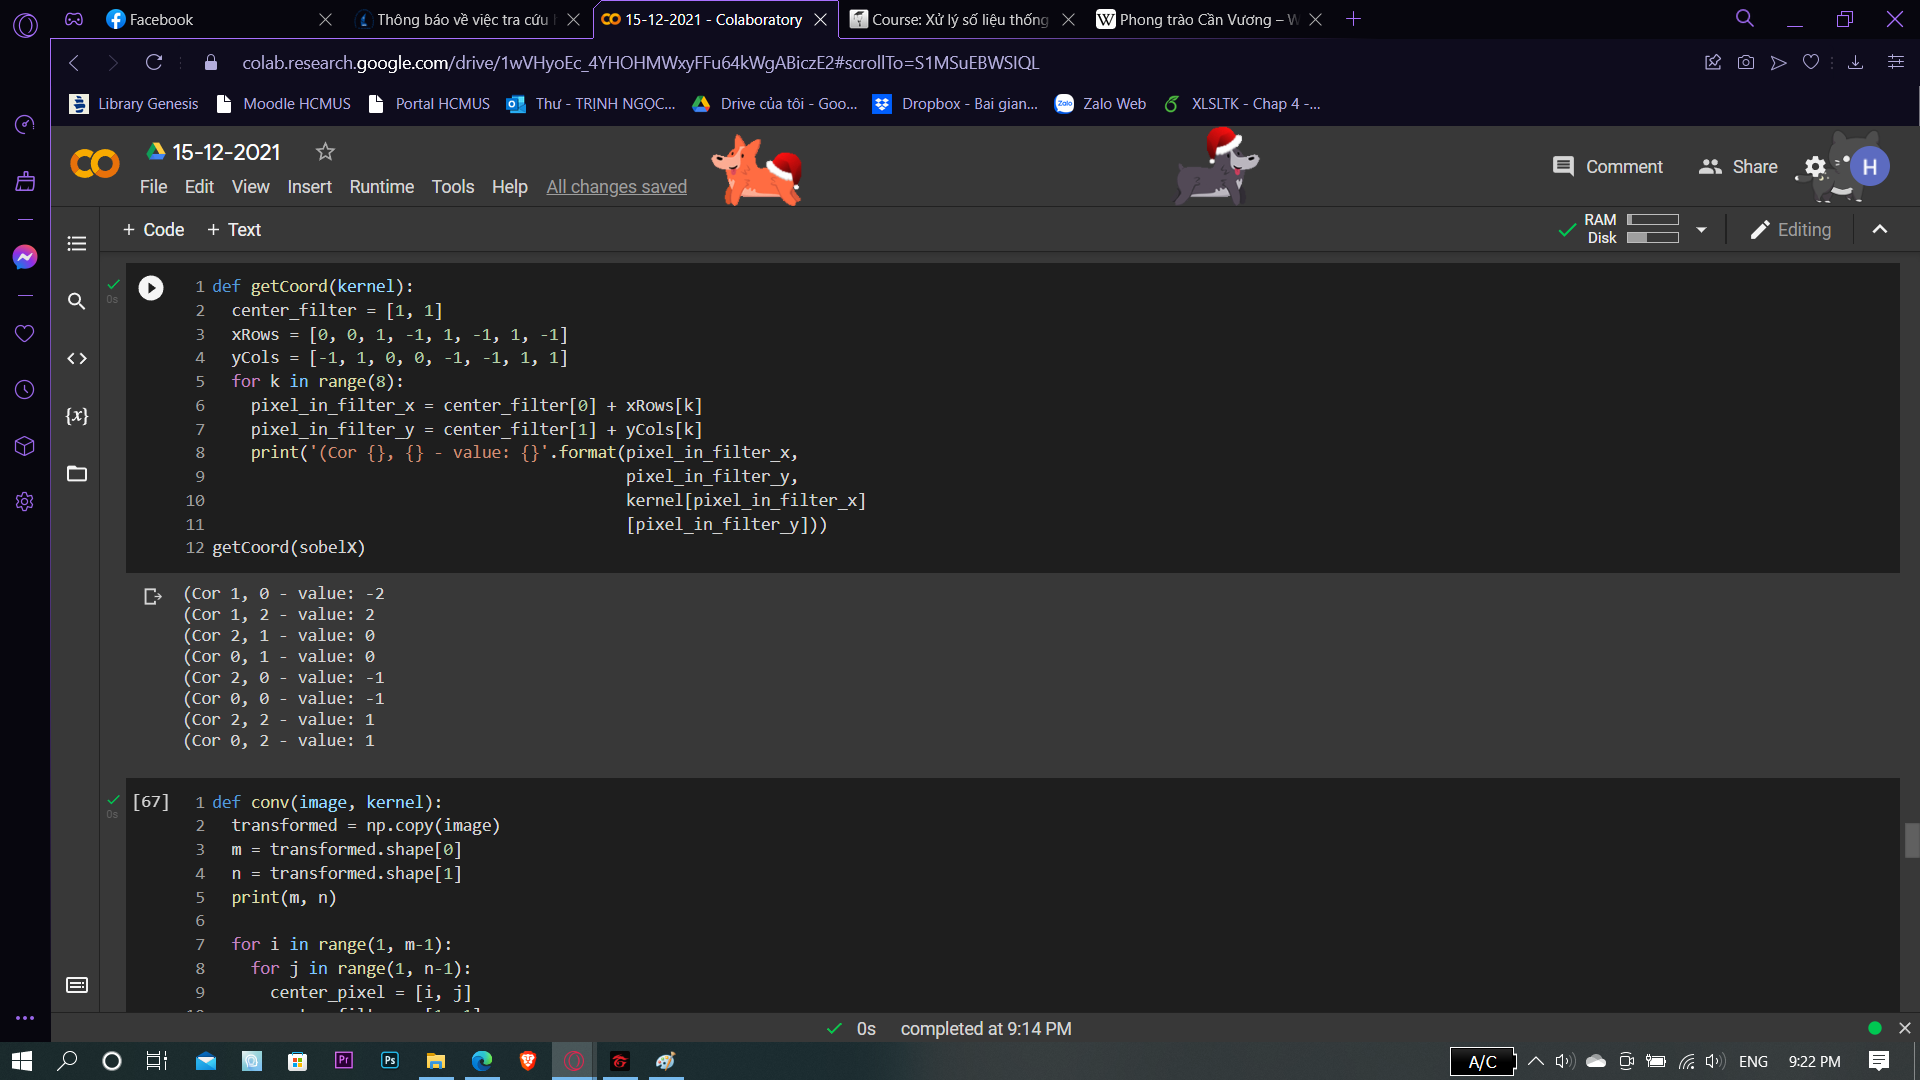 Facebook
Thông báo về việc tra cứu
15-12-2021 - Colaboratory
Course: Xử lý số liệu thống
Phong trào Cần Vương – W
colab.research.google.com/drive/1wVHyoEc_4YHOHMWxyFFu64kWgABiczE2#scrollTo=S1MSuEBWSIQL
Library Genesis
Moodle HCMUS
Portal HCMUS
Thư - TRỊNH NGỌC...
Drive của tôi - Goo...
Dropbox - Bai gian...
Zalo Web
XLSLTK - Chap 4 -...
15-12-2021
File Edit View Insert Runtime Tools Help All changes saved
Comment
Share
H
+ Code + Text
RAM
Disk
Editing
0s
1 def getCoord(kernel):
2 center_filter = [1, 1]
3 xRows = [0, 0, 1, -1, 1, -1, 1, -1]
4 yCols = [-1, 1, 0, 0, -1, -1, 1, 1]
5 for k in range(8):
6 pixel_in_filter_x = center_filter[0] + xRows[k]
7 pixel_in_filter_y = center_filter[1] + yCols[k]
8 print('(Cor {}, {} - value: {}'.format(pixel_in_filter_x,
9 pixel_in_filter_y,
10 kernel[pixel_in_filter_x]
11 [pixel_in_filter_y]))
12 getCoord(sobelX)
(Cor 1, 0 - value: -2
(Cor 1, 2 - value: 2
(Cor 2, 1 - value: 0
(Cor 0, 1 - value: 0
(Cor 2, 0 - value: -1
(Cor 0, 0 - value: -1
(Cor 2, 2 - value: 1
(Cor 0, 2 - value: 1
[67]
0s
1 def conv(image, kernel):
2 transformed = np.copy(image)
3 m = transformed.shape[0]
4 n = transformed.shape[1]
5 print(m, n)
6
7 for i in range(1, m-1):
8 for j in range(1, n-1):
9 center_pixel = [i, j]
0s completed at 9:14 PM
Pr
Ps
A/C
ENG
9:22 PM